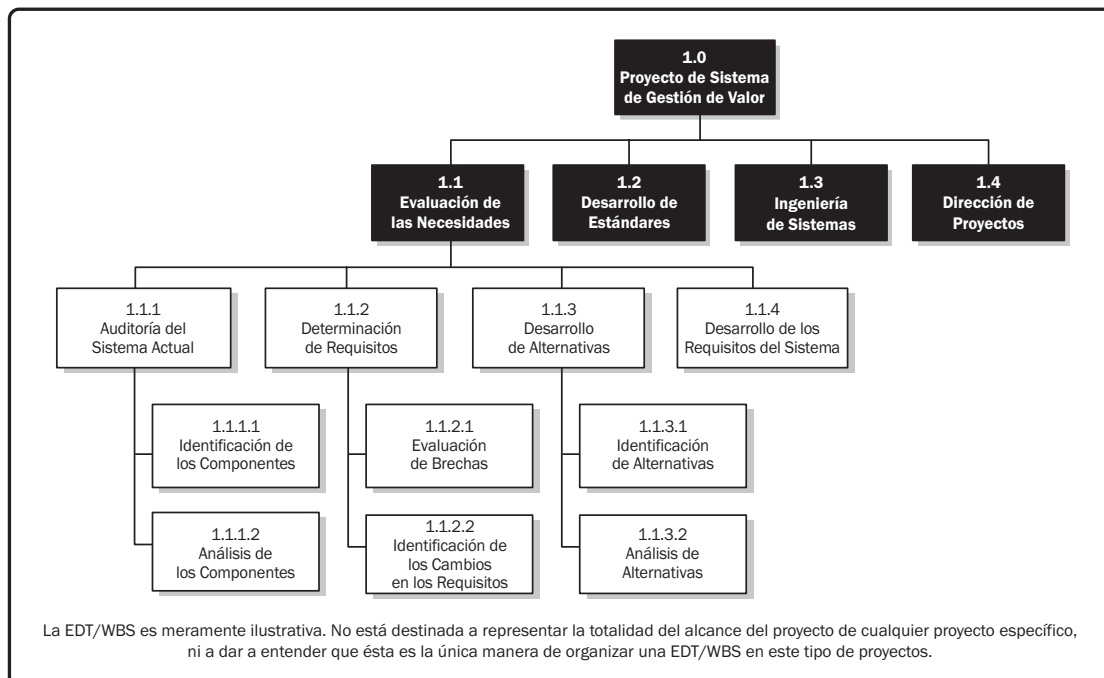 1.0
Proyecto de Sistema
de Gestión de Valor
1.1
Evaluación de
las Necesidades
1.2
Desarrollo de
Estándares
1.3
Ingeniería
de Sistemas
1.4
Dirección de
Proyectos
1.1.1
Auditoría del
Sistema Actual
1.1.2
Determinación
de Requisitos
1.1.3
Desarrollo
de Alternativas
1.1.4
Desarrollo de los
Requisitos del Sistema
1.1.1.1
Identificación de
los Componentes
1.1.2.1
Evaluación
de Brechas
1.1.3.1
Identificación
de Alternativas
1.1.1.2
Análisis de
los Componentes
1.1.2.2
Identificación de
los Cambios
en los Requisitos
1.1.3.2
Análisis de
Alternativas
La EDT/WBS es meramente ilustrativa. No está destinada a representar la totalidad del alcance del proyecto de cualquier proyecto específico,
ni a dar a entender que ésta es la única manera de organizar una EDT/WBS en este tipo de proyectos.